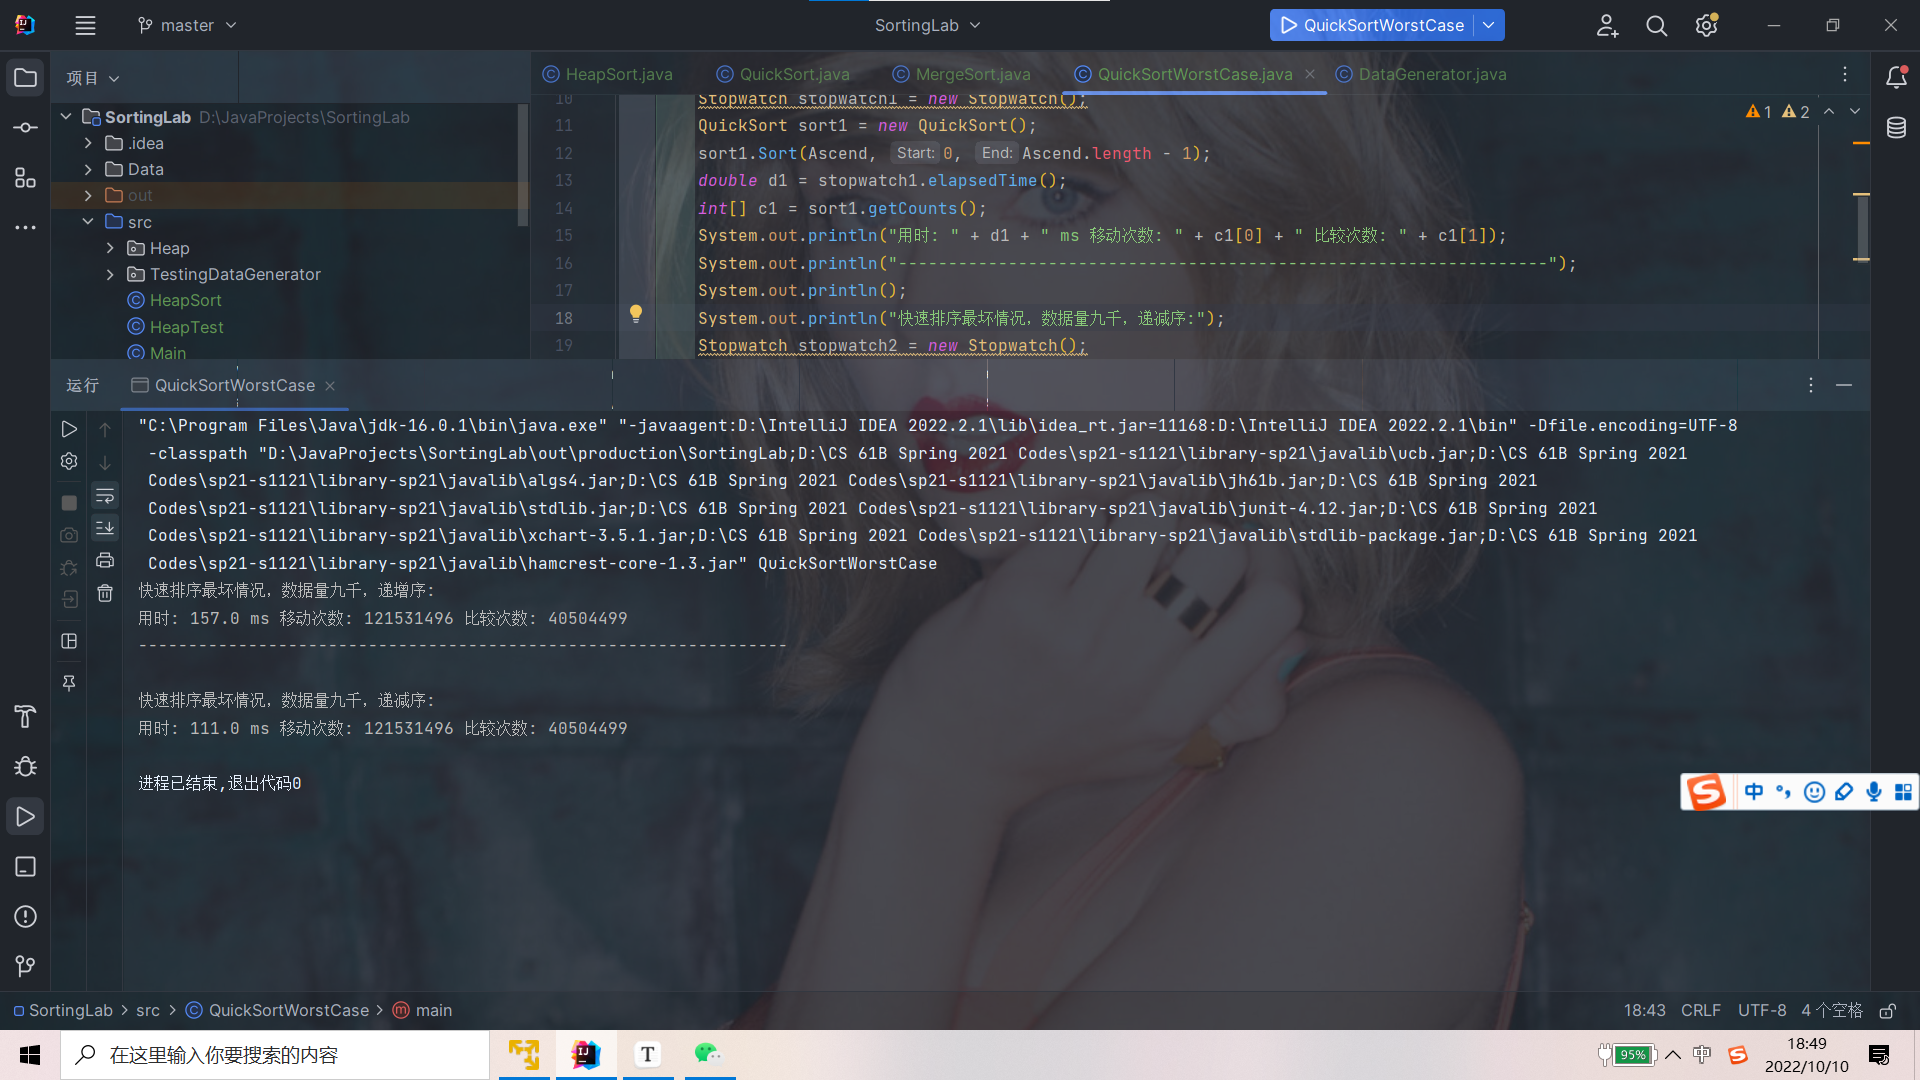 master
SortingLab
QuickSortWorstCase
项目
HeapSort.java
QuickSort.java
MergeSort.java
QuickSortWorstCase.java
DataGenerator.java
SortingLab D:\JavaProjects\SortingLab
.idea
Data
out
src
Heap
TestingDataGenerator
HeapSort
HeapTest
Main
1 2
10 Stopwatch stopwatch1 = new Stopwatch();
11 QuickSort sort1 = new QuickSort();
12 sort1.Sort(Ascend, Start: 0, End: Ascend.length - 1);
13 double d1 = stopwatch1.elapsedTime();
14 int[] c1 = sort1.getCounts();
15 System.out.println("用时: " + d1 + " ms 移动次数: " + c1[0] + " 比较次数: " + c1[1]);
16 System.out.println("-----------------------------------------------------------------");
17 System.out.println();
18 System.out.println("快速排序最坏情况，数据量九千，递减序:");
19 Stopwatch stopwatch2 = new Stopwatch();
运行
QuickSortWorstCase
"C:\Program Files\Java\jdk-16.0.1\bin\java.exe" "-javaagent:D:\IntelliJ IDEA 2022.2.1\lib\idea_rt.jar=11168:D:\IntelliJ IDEA 2022.2.1\bin" -Dfile.encoding=UTF-8
-classpath "D:\JavaProjects\SortingLab\out\production\SortingLab;D:\CS 61B Spring 2021 Codes\sp21-s1121\library-sp21\javalib\ucb.jar;D:\CS 61B Spring 2021
Codes\sp21-s1121\library-sp21\javalib\algs4.jar;D:\CS 61B Spring 2021 Codes\sp21-s1121\library-sp21\javalib\jh61b.jar;D:\CS 61B Spring 2021
Codes\sp21-s1121\library-sp21\javalib\stdlib.jar;D:\CS 61B Spring 2021 Codes\sp21-s1121\library-sp21\javalib\junit-4.12.jar;D:\CS 61B Spring 2021
Codes\sp21-s1121\library-sp21\javalib\xchart-3.5.1.jar;D:\CS 61B Spring 2021 Codes\sp21-s1121\library-sp21\javalib\stdlib-package.jar;D:\CS 61B Spring 2021
Codes\sp21-s1121\library-sp21\javalib\hamcrest-core-1.3.jar" QuickSortWorstCase
快速排序最坏情况，数据量九千，递增序:
用时: 157.0 ms 移动次数: 121531496 比较次数: 40504499
-----------------------------------------------------------------
快速排序最坏情况，数据量九千，递减序:
用时: 111.0 ms 移动次数: 121531496 比较次数: 40504499
进程已结束,退出代码0
中
SortingLab > src > QuickSortWorstCase > main
18:43 CRLF UTF-8 4 个空格
在这里输入你要搜索的内容
95%
中
18:49
2022/10/10